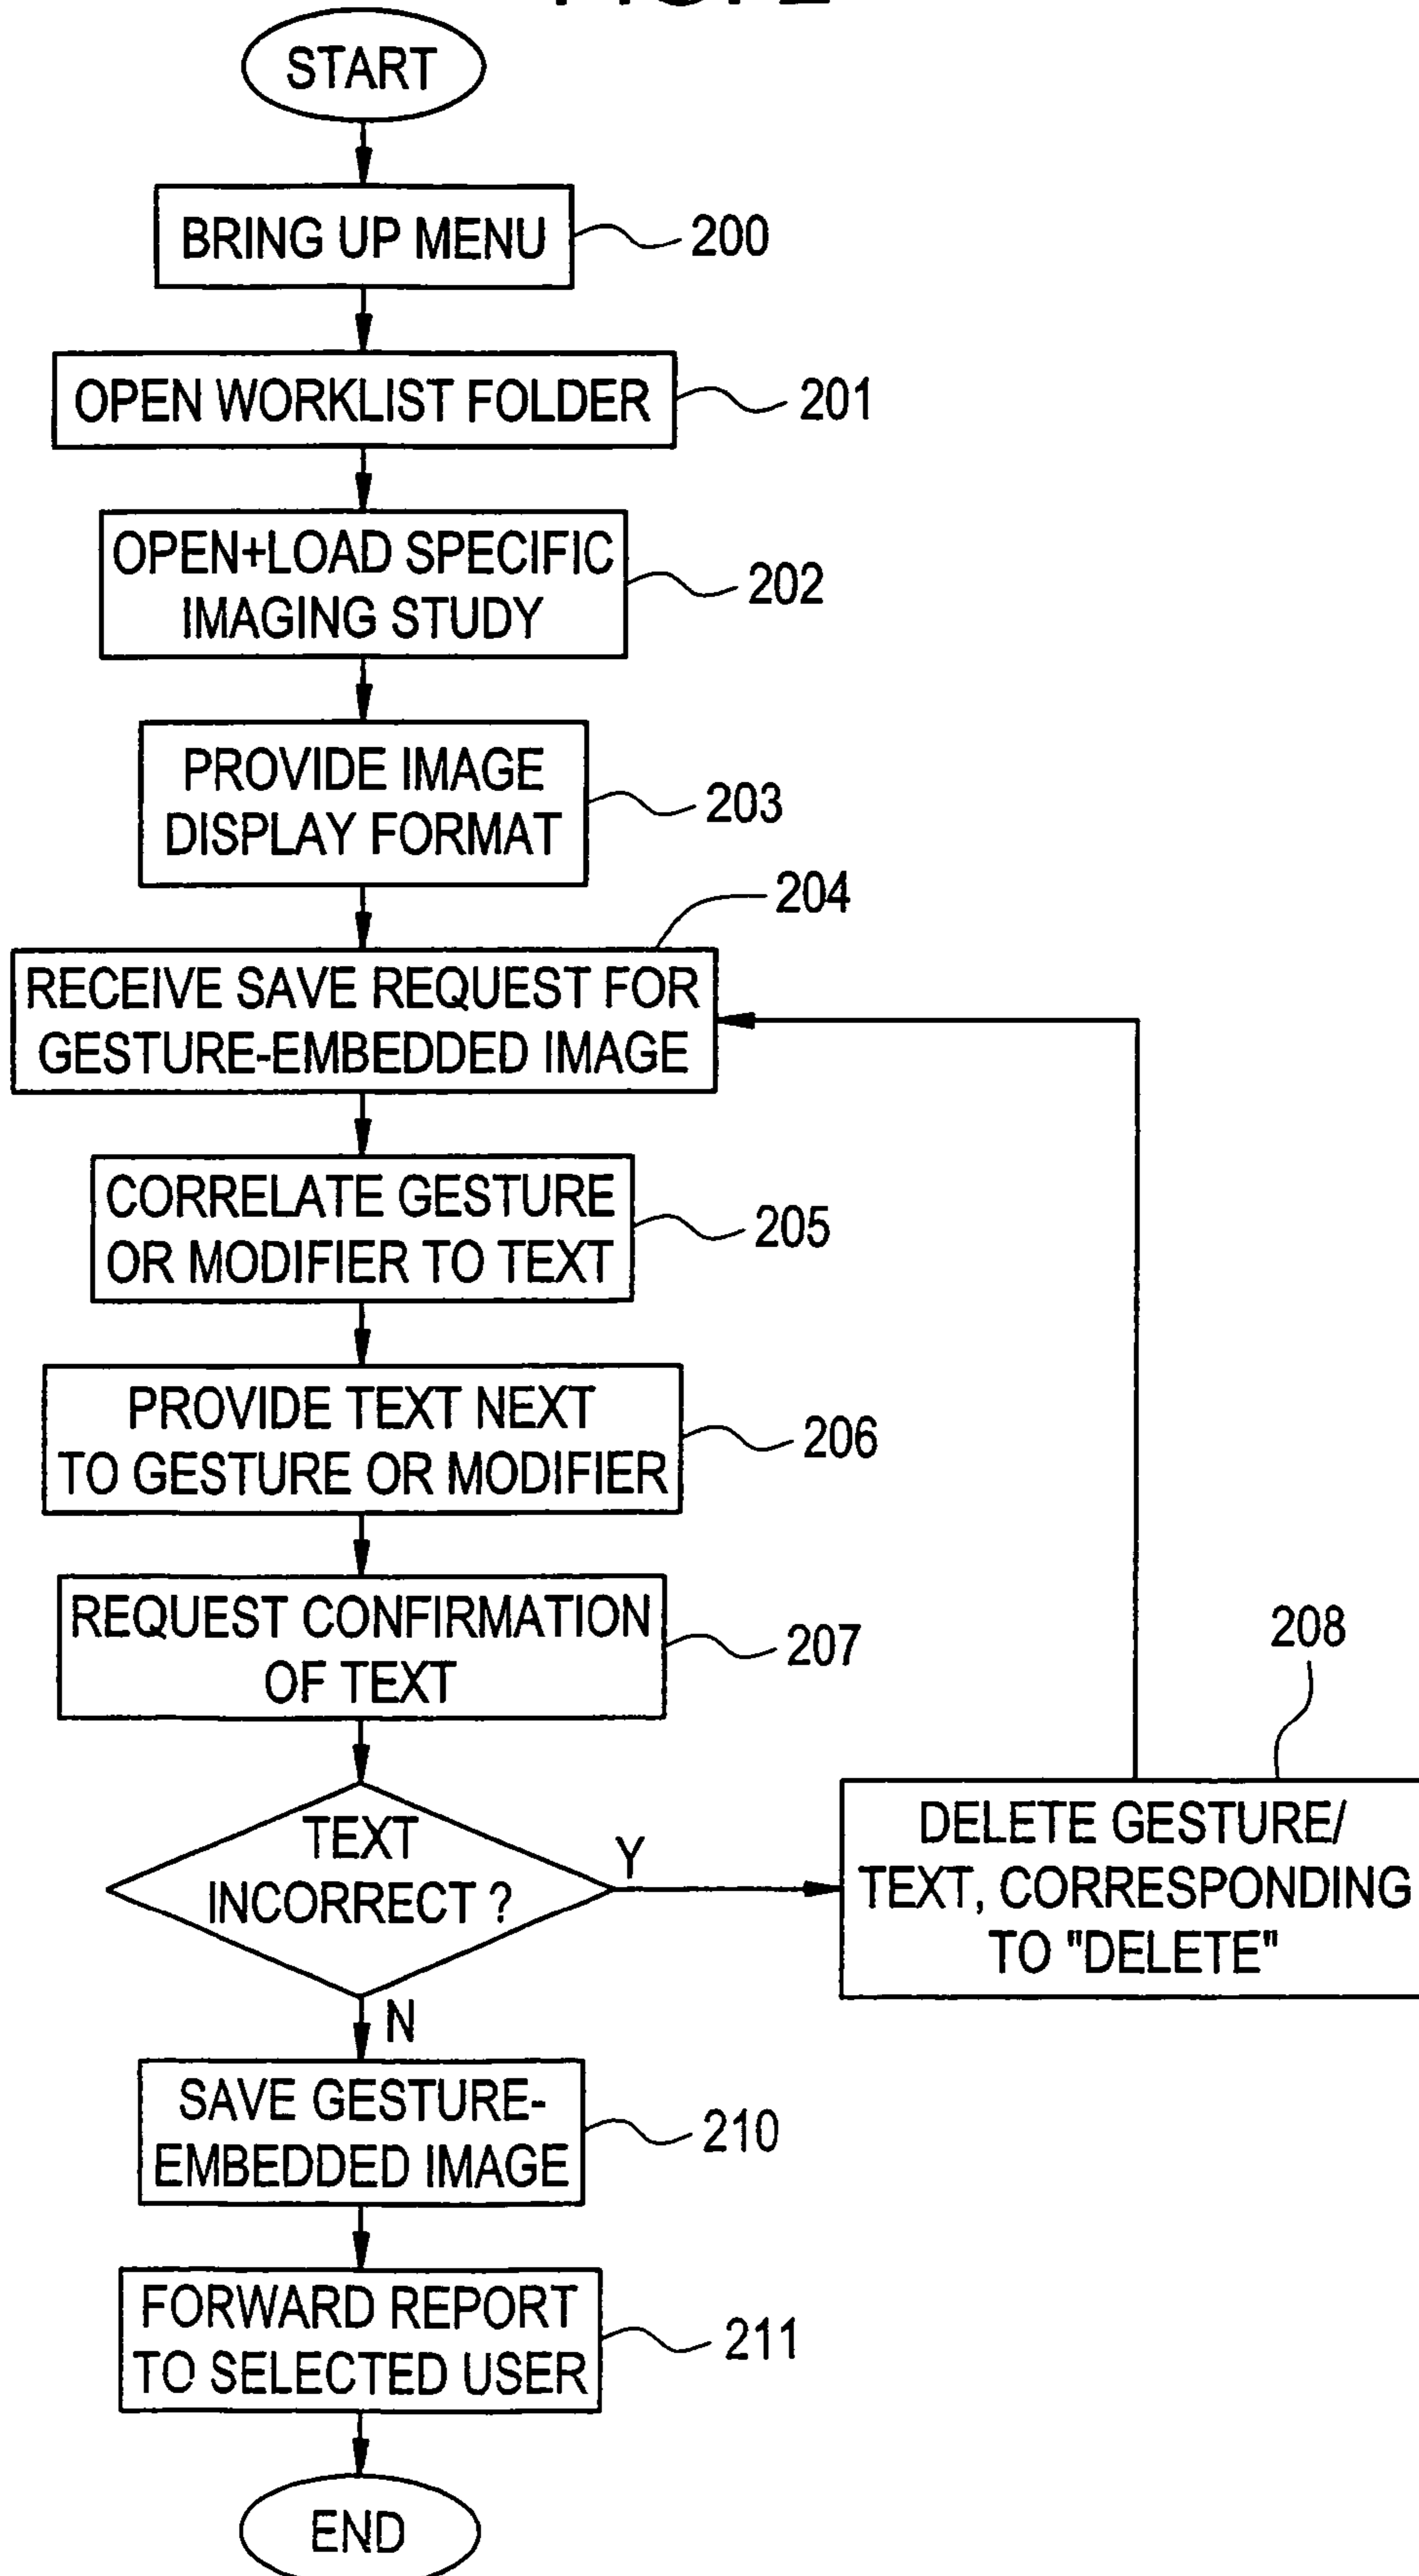 START
BRING UP MENU
200
OPEN WORKLIST FOLDER
201
OPEN+LOAD SPECIFIC
IMAGING STUDY
202
PROVIDE IMAGE
DISPLAY FORMAT
203
204
RECEIVE SAVE REQUEST FOR
GESTURE-EMBEDDED IMAGE
CORRELATE GESTURE
OR MODIFIER TO TEXT
205
PROVIDE TEXT NEXT
TO GESTURE OR MODIFIER
206
REQUEST CONFIRMATION
OF TEXT
207
208
TEXT
INCORRECT ?
Y
DELETE GESTURE/
TEXT, CORRESPONDING
TO "DELETE"
N
SAVE GESTURE-
EMBEDDED IMAGE
210
FORWARD REPORT
TO SELECTED USER
211
END